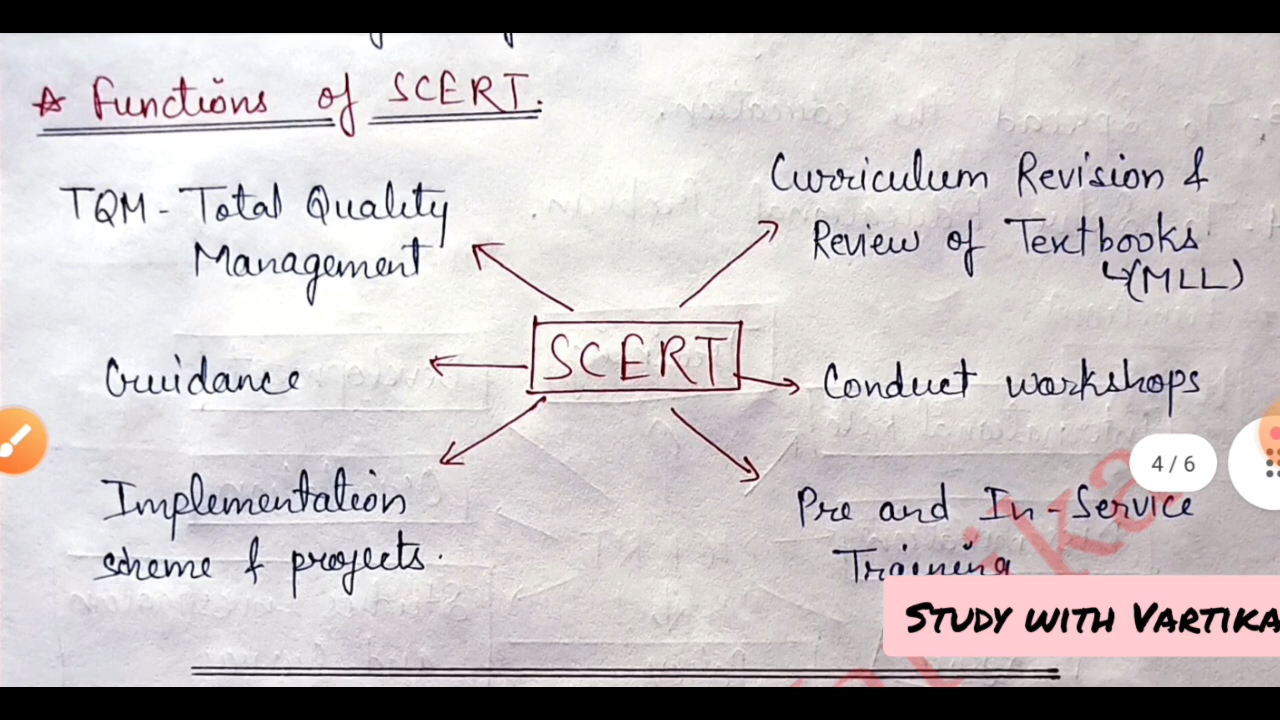 ☆ Functions of SCERT.
TQM - Total Quality
Management
Curriculum Revision &
Review of Textbooks
↳(MLL)
SCERT
Guidance
Conduct workshops
4 / 6
Implementation
scheme & projects.
Pre and In-Service
Training
STUDY WITH VARTIKA